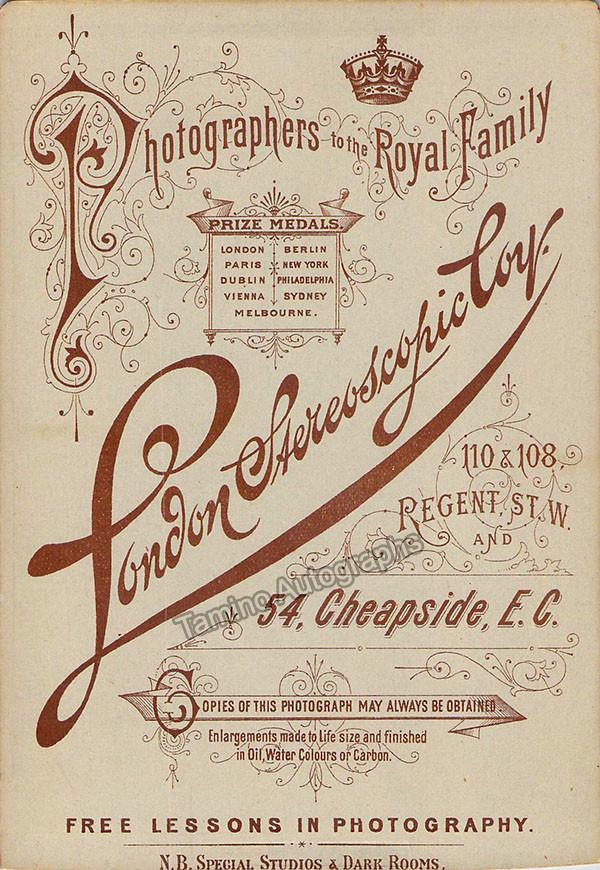 Photographers to the Royal Family
PRIZE MEDALS.
LONDON BERLIN
PARIS NEW YORK
DUBLIN PHILADELPHIA
VIENNA SYDNEY
MELBOURNE.
London Stereoscopic Coy.
110 & 108,
REGENT, ST. W.
AND
54, Cheapside, E.C.
Tamino Autographs
COPIES OF THIS PHOTOGRAPH MAY ALWAYS BE OBTAINED.
Enlargements made to Life size and finished
in Oil, Water Colours or Carbon.
FREE LESSONS IN PHOTOGRAPHY.
N.B. SPECIAL STUDIOS & DARK ROOMS.